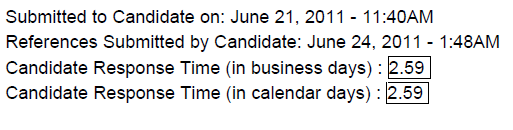 Submitted to Candidate on: June 21, 2011 - 11:40AM
References Submitted by Candidate: June 24, 2011 - 1:48AM
Candidate Response Time (in business days) : 2.59
Candidate Response Time (in calendar days) : 2.59